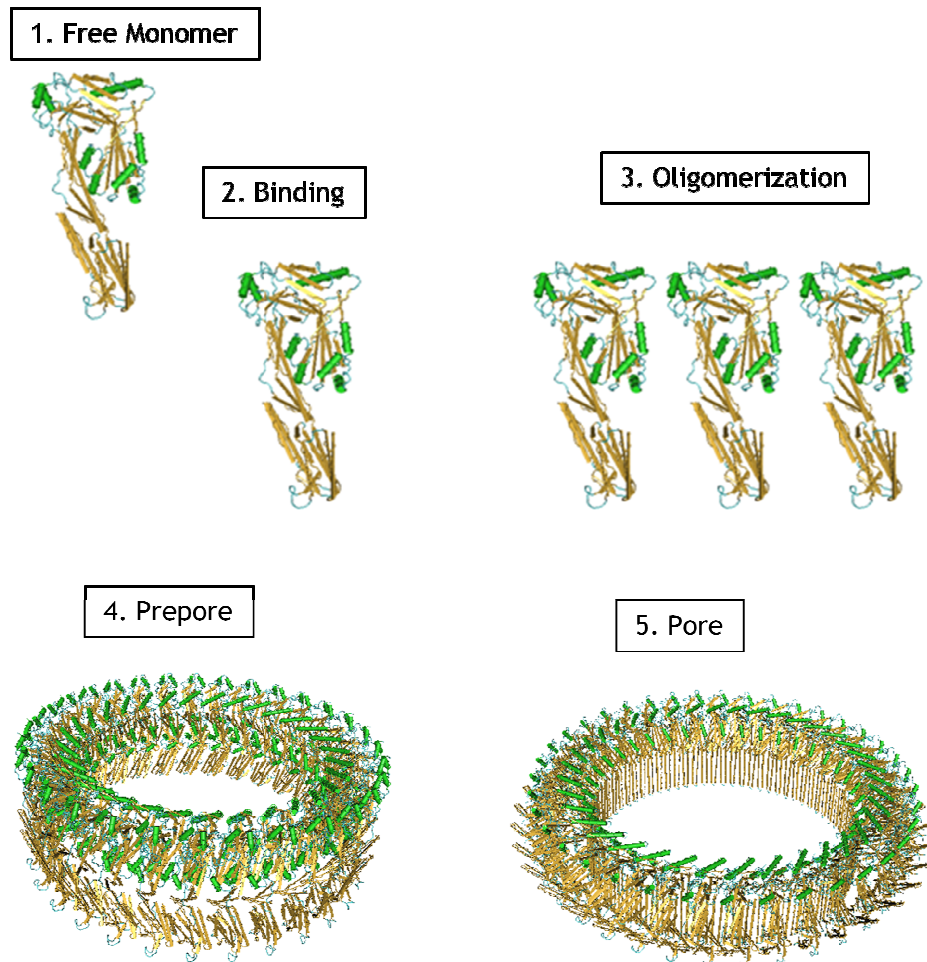 1. Free Monomer
2. Binding
3. Oligomerization
4. Prepore
5. Pore